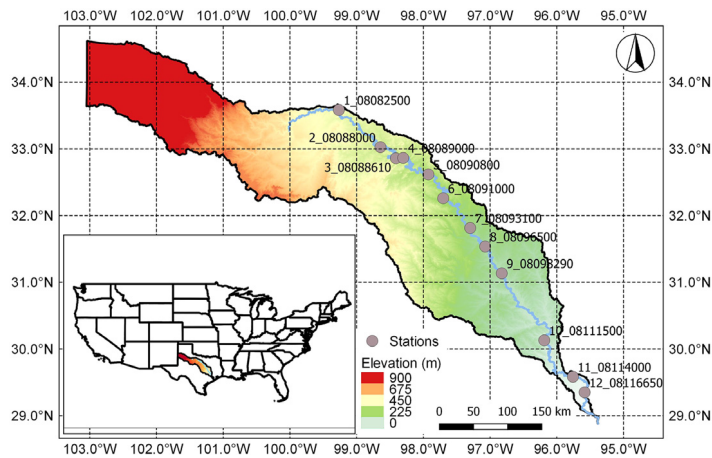 103.0°W 102.0°W 101.0°W 100.0°W 99.0°W 98.0°W 97.0°W 96.0°W 95.0°W
34.0°N 34.0°N
1_08082500
33.0°N 33.0°N
2_08088000
4_08089000
3_08088610
5_08090800
6_08091000
32.0°N 32.0°N
7_08093100
8_08096500
9_08098290
31.0°N 31.0°N
10_08111500
Stations
30.0°N 30.0°N
Elevation (m)
11_08114000
900
12_08116650
675
450
225
0
0 50 100 150 km
29.0°N 29.0°N
103.0°W 102.0°W 101.0°W 100.0°W 99.0°W 98.0°W 97.0°W 96.0°W 95.0°W